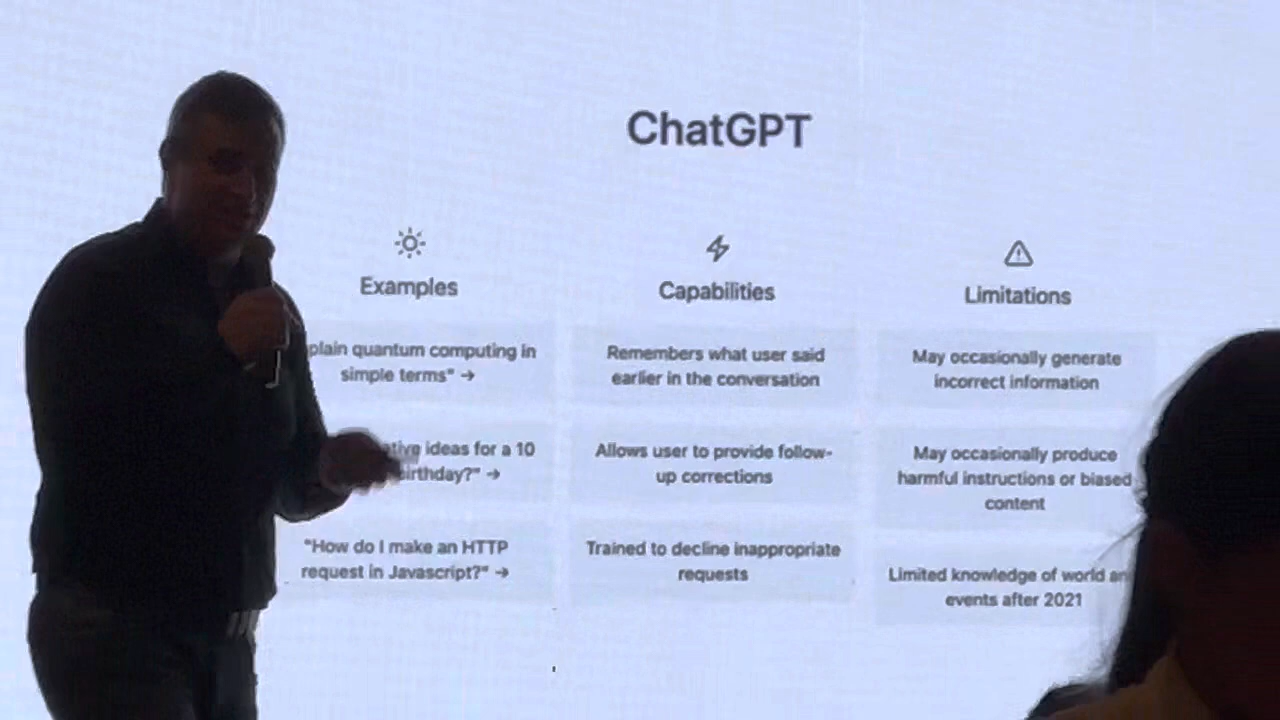 ChatGPT
Examples
plain quantum computing in
simple terms" →
ative ideas for a 10
birthday?" →
"How do I make an HTTP
request in Javascript?" →
Capabilities
Remembers what user said
earlier in the conversation
Allows user to provide follow-
up corrections
Trained to decline inappropriate
requests
Limitations
May occasionally generate
incorrect information
May occasionally produce
harmful instructions or biased
content
Limited knowledge of world an
events after 2021